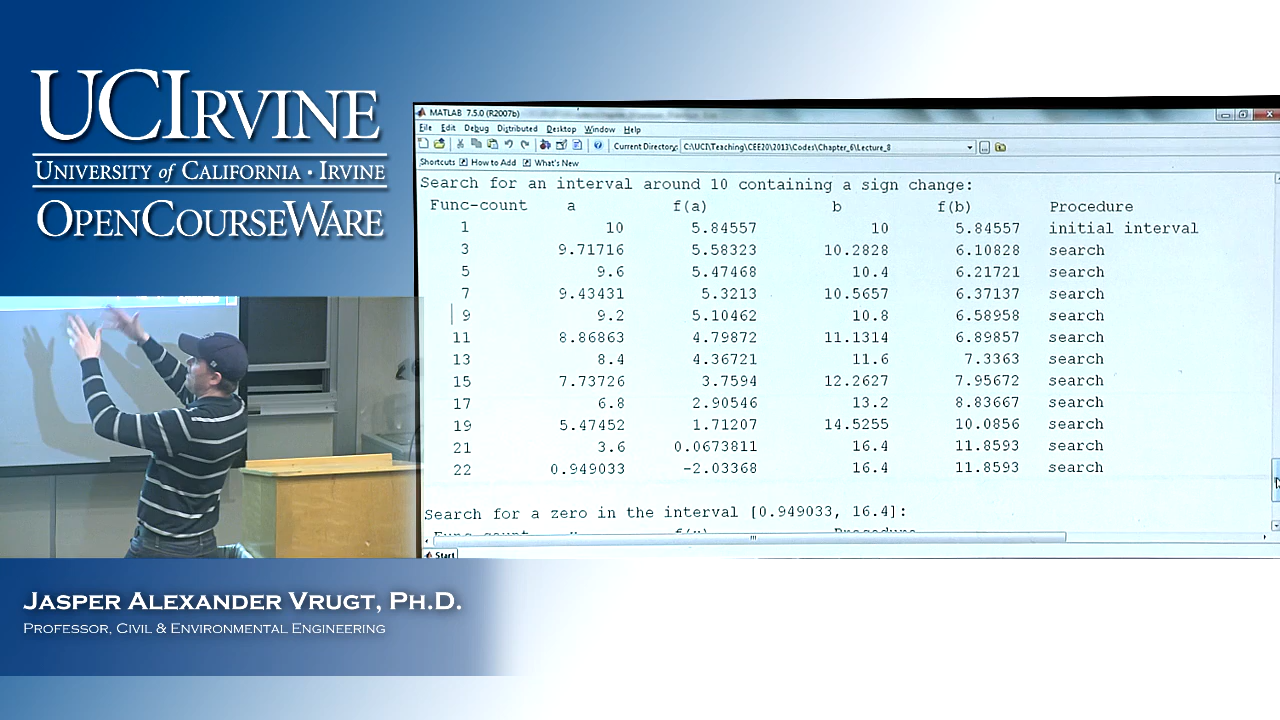 UCIRVINE
UNIVERSITY of CALIFORNIA · IRVINE
OPENCOURSEWARE
MATLAB 7.5.0 (R2007b)
File Edit Debug Distributed Desktop Window Help
Current Directory: C:\UCI\Teaching\CEE20\2013\Codes\Chapter_6\Lecture_8
Shortcuts How to Add What's New
Search for an interval around 10 containing a sign change:
Func-count a f(a) b f(b) Procedure
1 10 5.84557 10 5.84557 initial interval
3 9.71716 5.58323 10.2828 6.10828 search
5 9.6 5.47468 10.4 6.21721 search
7 9.43431 5.3213 10.5657 6.37137 search
9 9.2 5.10462 10.8 6.58958 search
11 8.86863 4.79872 11.1314 6.89857 search
13 8.4 4.36721 11.6 7.3363 search
15 7.73726 3.7594 12.2627 7.95672 search
17 6.8 2.90546 13.2 8.83667 search
19 5.47452 1.71207 14.5255 10.0856 search
21 3.6 0.0673811 16.4 11.8593 search
22 0.949033 -2.03368 16.4 11.8593 search
Search for a zero in the interval [0.949033, 16.4]:
Func-count x f(x) Procedure
Start
JASPER ALEXANDER VRUGT, PH.D.
PROFESSOR, CIVIL & ENVIRONMENTAL ENGINEERING